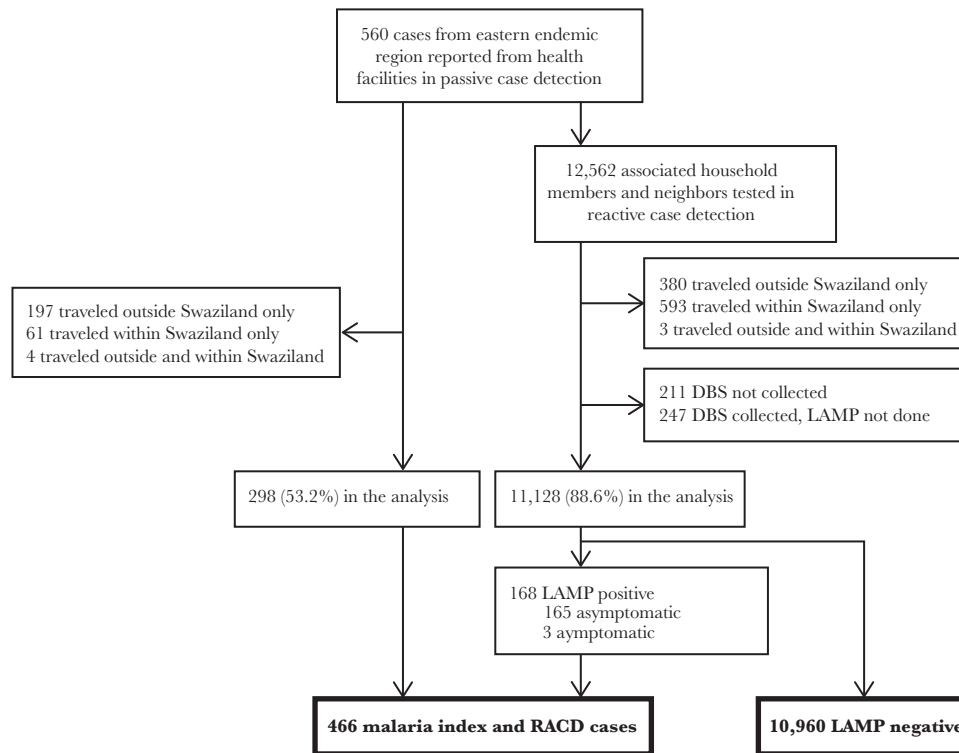 560 cases from eastern endemic
region reported from health
facilities in passive case detection
12,562 associated household
members and neighbors tested in
reactive case detection
197 traveled outside Swaziland only
61 traveled within Swaziland only
4 traveled outside and within Swaziland
380 traveled outside Swaziland only
593 traveled within Swaziland only
3 traveled outside and within Swaziland
211 DBS not collected
247 DBS collected, LAMP not done
298 (53.2%) in the analysis
11,128 (88.6%) in the analysis
168 LAMP positive
165 asymptomatic
3 aymptomatic
466 malaria index and RACD cases
10,960 LAMP negative